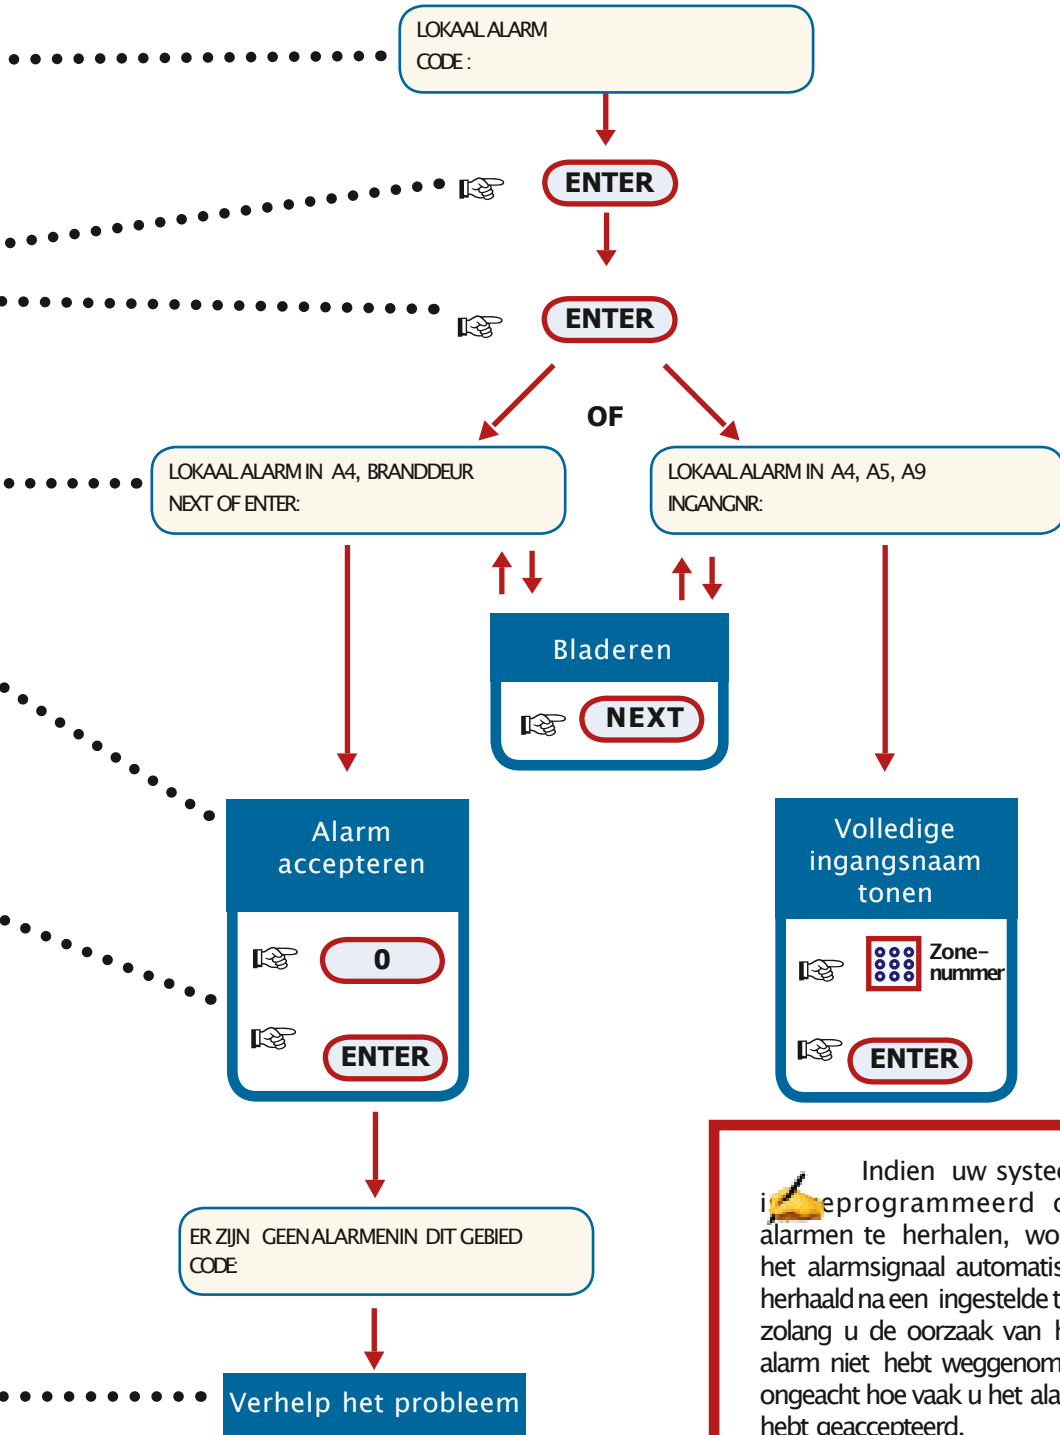 LOKAAL ALARM
CODE :
ENTER
ENTER
OF
LOKAAL ALARM IN A4, BRANDDEUR
NEXT OF ENTER:
LOKAAL ALARM IN A4, A5, A9
INGANGNR:
Bladeren
NEXT
Alarm
accepteren
0
ENTER
Volledige
ingangsnaam
tonen
Zone-
nummer
ENTER
ER ZIJN GEEN ALARMEN IN DIT GEBIED
CODE:
Verhelp het probleem
Indien uw systee
i eprogrammeerd o
alarmen te herhalen, wo
het alarmsignaal automatis
herhaald na een ingestelde t
zolang u de oorzaak van h
alarm niet hebt weggenom
ongeacht hoe vaak u het ala
hebt geaccepteerd.